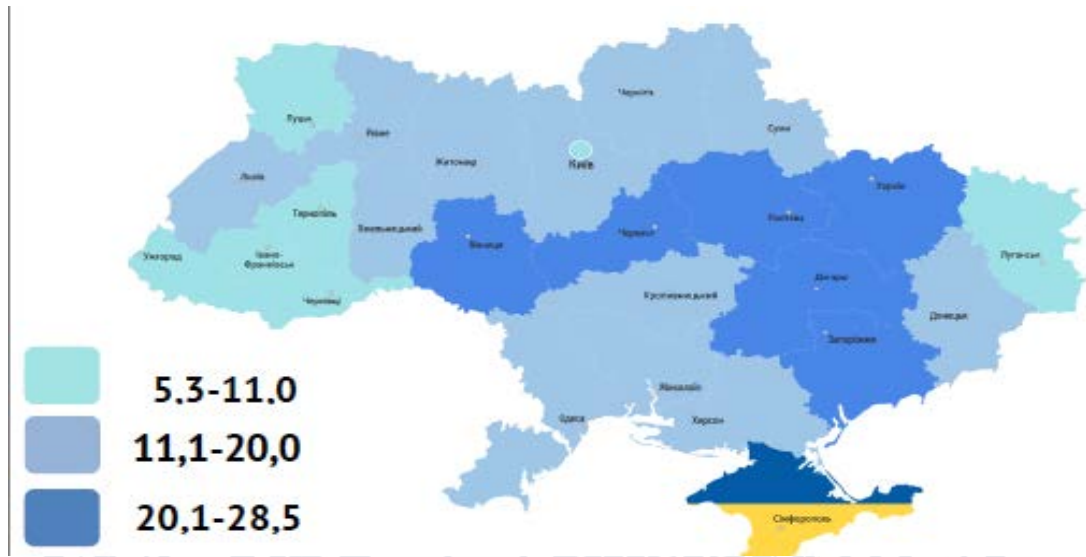 Чернігів
Луцьк
Рівне
Суми
Житомир
Київ
Львів
Харків
Тернопіль
Полтава
Хмельницький
Черкаси
Вінниця
Ужгород
Івано-
Франківськ
Луганськ
Дніпро
Чернівці
Кропивницький
Донецьк
Запоріжжя
Миколаїв
Одеса
Херсон
Сімферополь
5,3-11,0
11,1-20,0
20,1-28,5